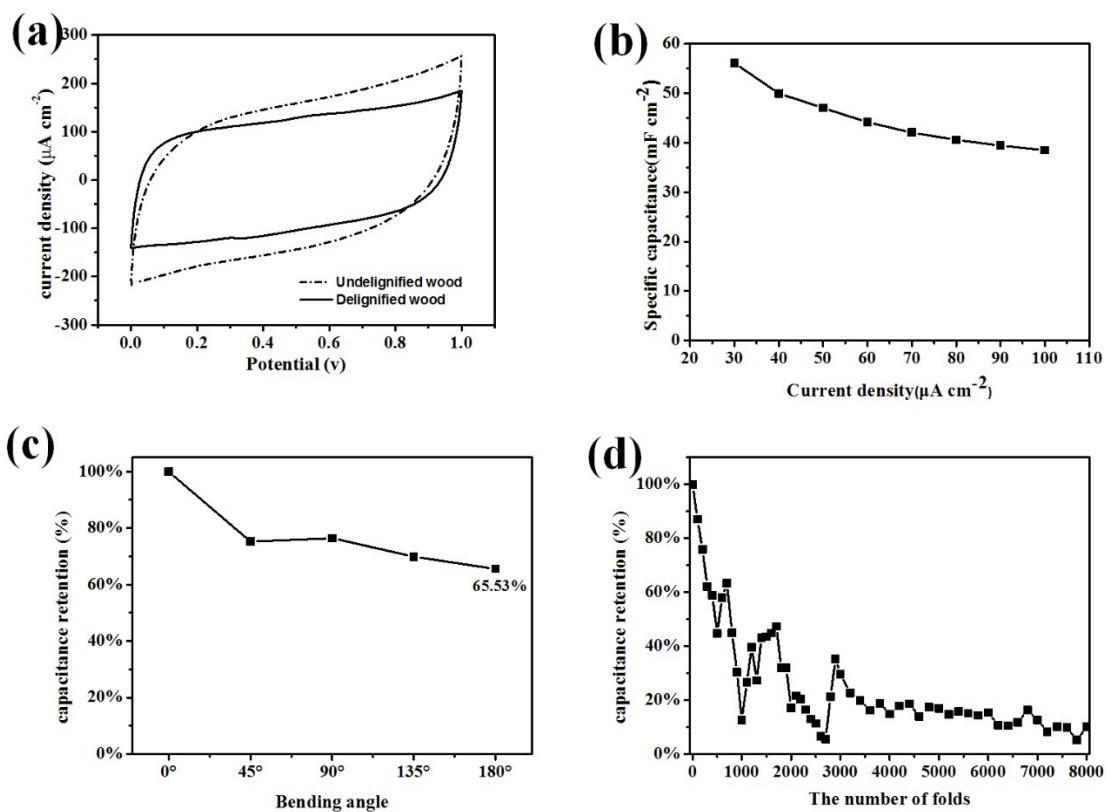 (a)
300
200
100
0
-100
-200
-300
current density (μA cm-2)
Undelignified wood
Delignified wood
0.0 0.2 0.4 0.6 0.8 1.0
Potential (v)
(b)
60
50
40
30
20
10
0
Specific capacitance(mF cm-2)
20 30 40 50 60 70 80 90 100 110
Current density(μA cm-2)
(c)
100%
80%
60%
40%
20%
0%
capacitance retention (%)
65.53%
0° 45° 90° 135° 180°
Bending angle
(d)
100%
80%
60%
40%
20%
0%
capacitance retention (%)
0 1000 2000 3000 4000 5000 6000 7000 8000
The number of folds